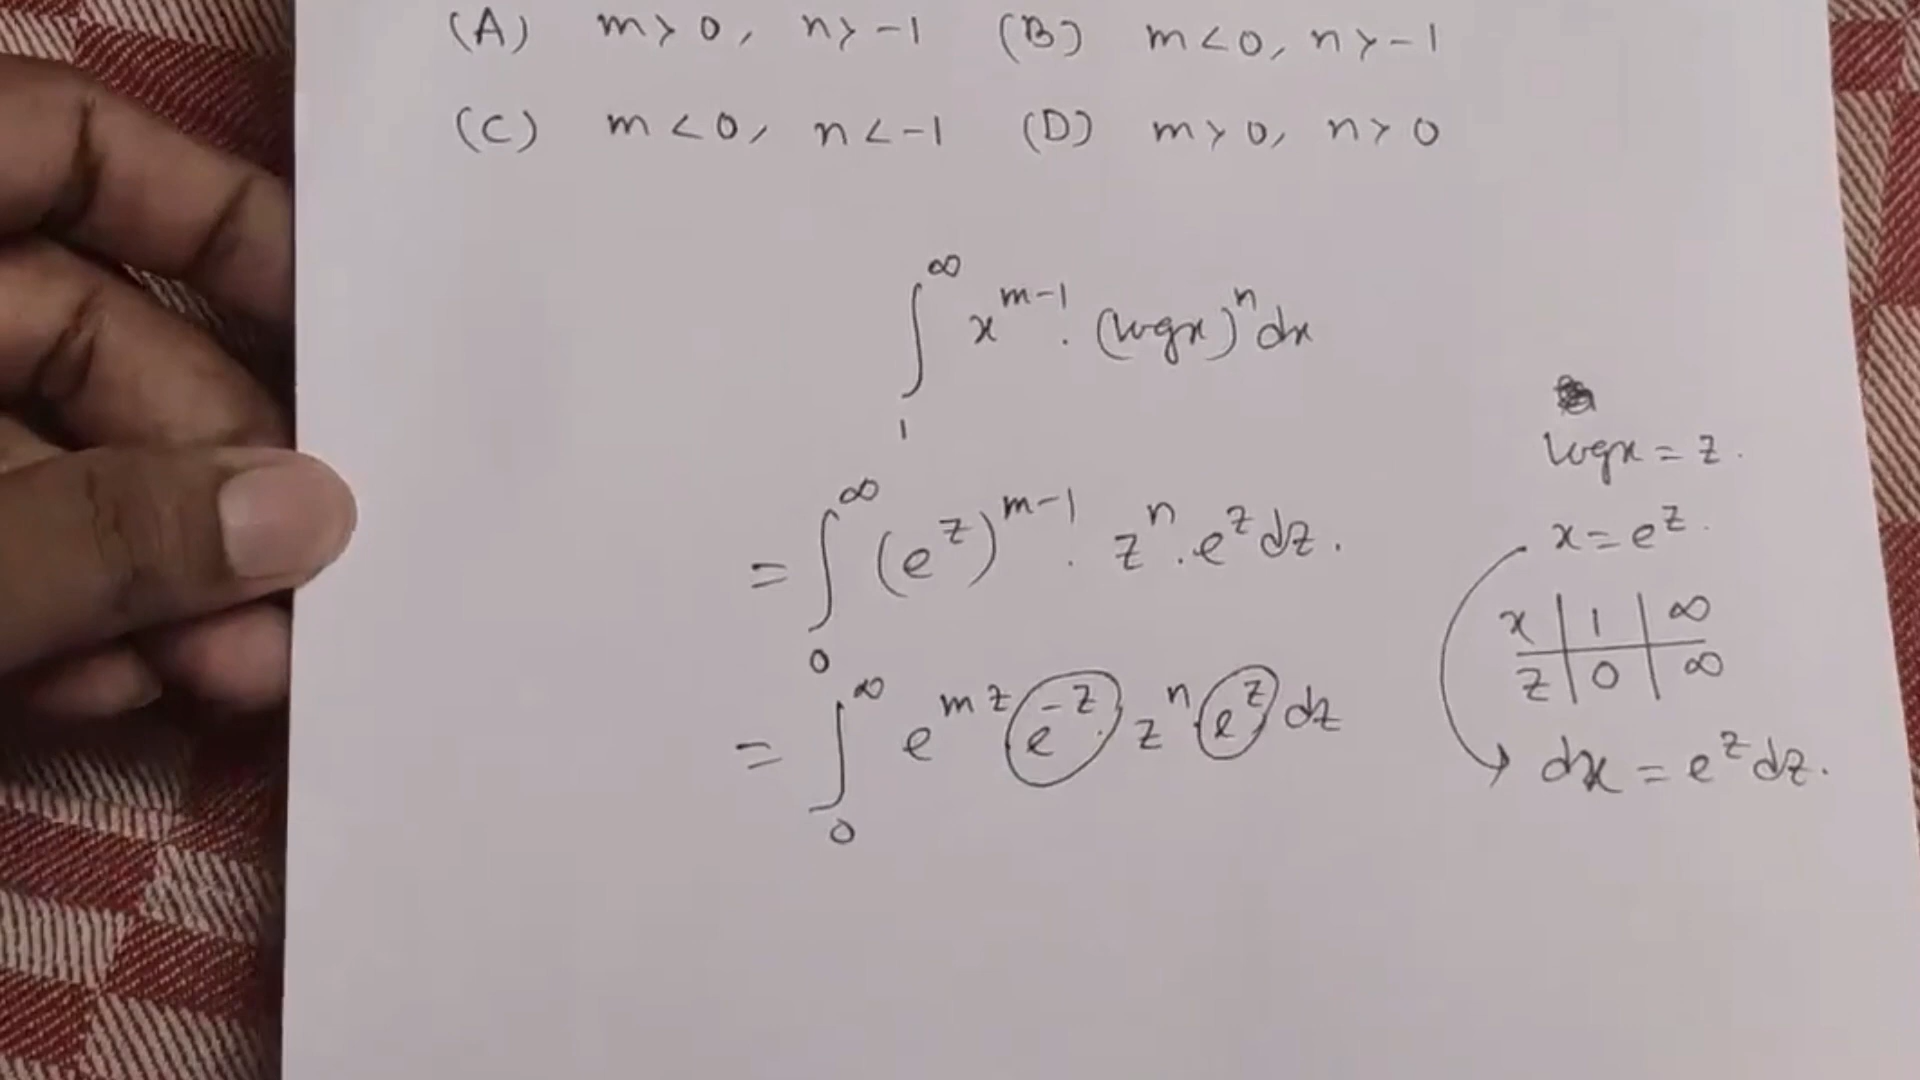 (A) m > 0, n > -1 (B) m < 0, n > -1
(C) m < 0, n < -1 (D) m > 0, n > 0
∫₁^∞ x^{m-1} . (log x)^n dx
log x = z .
= ∫₀^∞ (e^z)^{m-1} . z^n . e^z dz .
x = e^z .
x | 1 | ∞
z | 0 | ∞
= ∫₀^∞ e^{mz} e^{-z} . z^n e^z dz
dx = e^z dz .